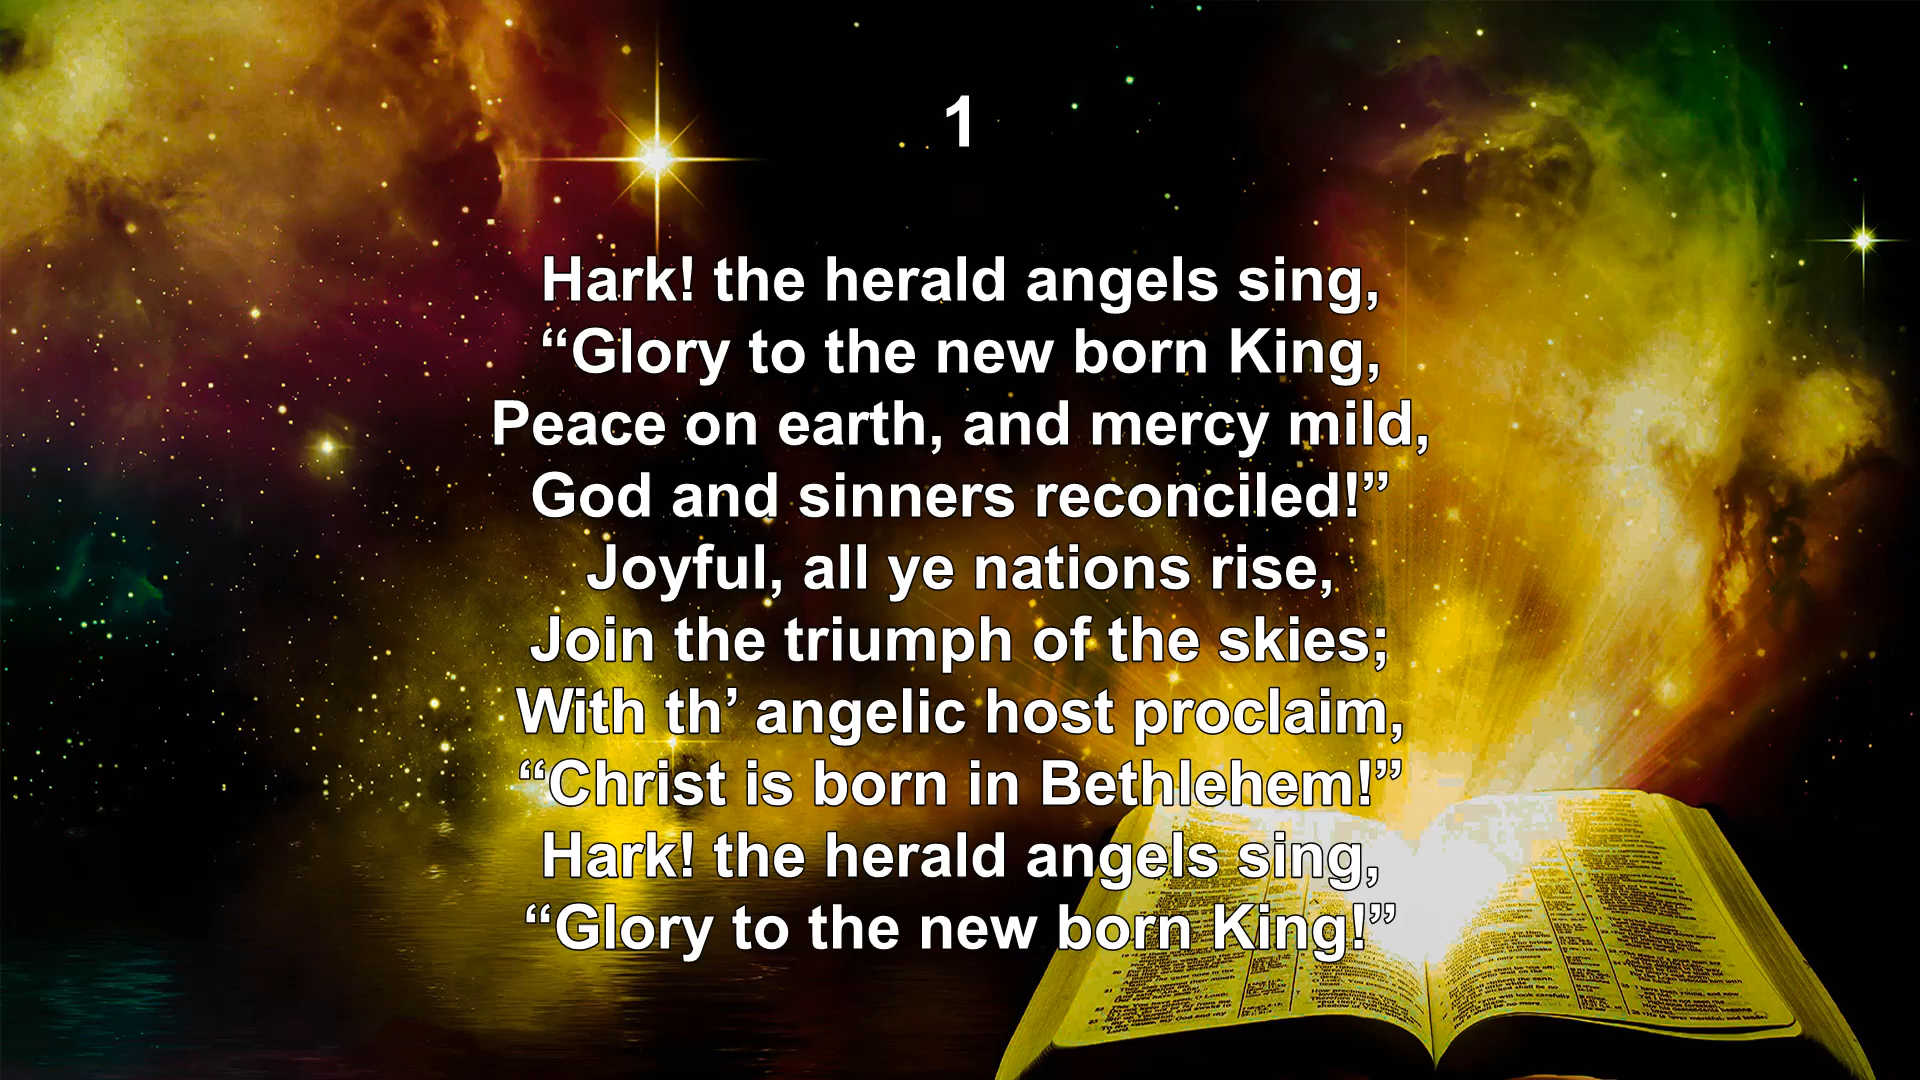 1
Hark! the herald angels sing,
“Glory to the new born King,
Peace on earth, and mercy mild,
God and sinners reconciled!”
Joyful, all ye nations rise,
Join the triumph of the skies;
With th’ angelic host proclaim,
“Christ is born in Bethlehem!”
Hark! the herald angels sing,
“Glory to the new born King!”